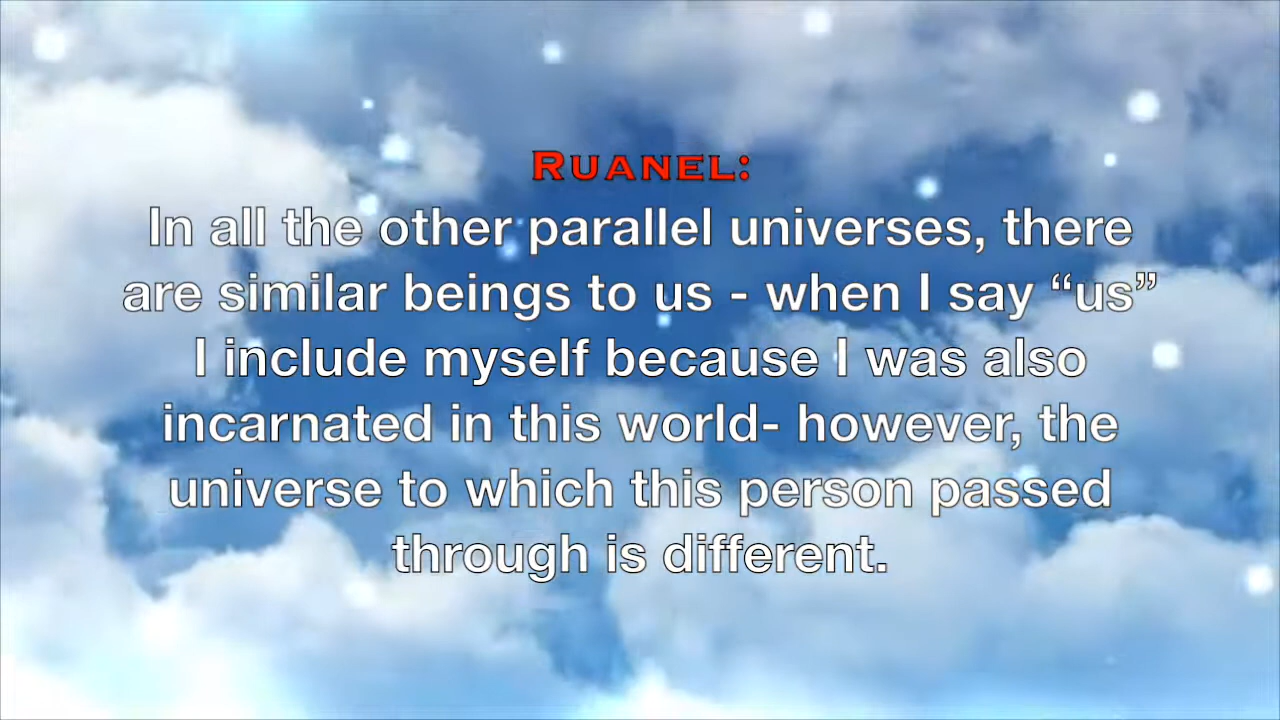 RUANEL:
In all the other parallel universes, there
are similar beings to us - when I say “us”
I include myself because I was also
incarnated in this world- however, the
universe to which this person passed
through is different.